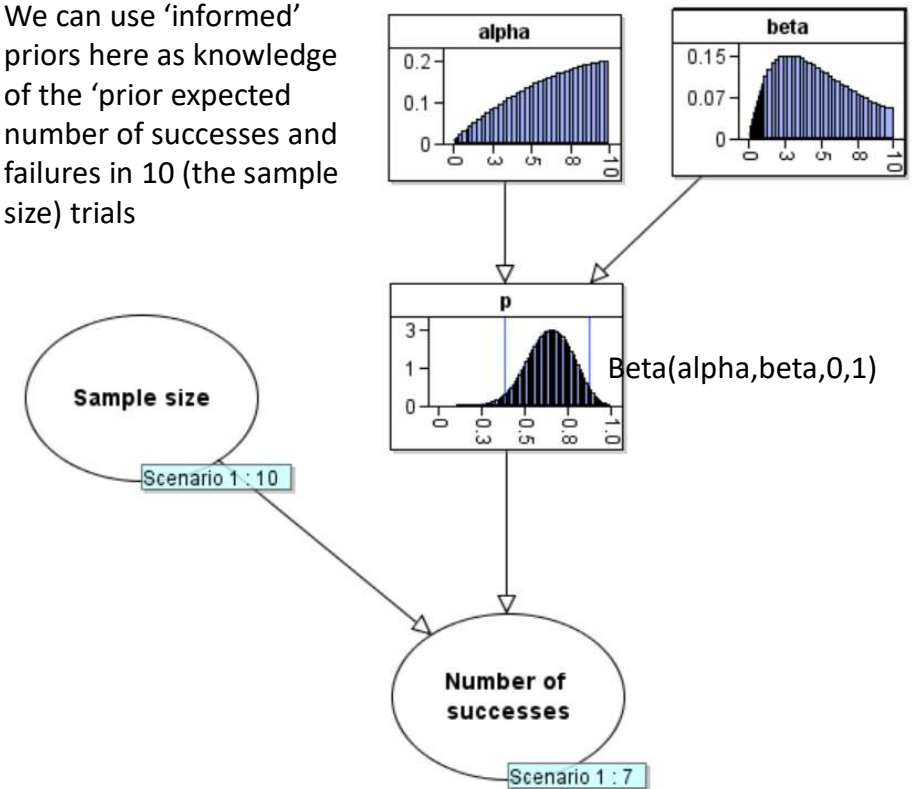 We can use ‘informed’
priors here as knowledge
of the ‘prior expected
number of successes and
failures in 10 (the sample
size) trials
alpha
0.2
0.1
0
0 3 5 8 10
beta
0.15
0.07
0
0 3 5 8 10
p
3
1
0
0 0.3 0.5 0.8 1.0
Beta(alpha,beta,0,1)
Sample size
Scenario 1 : 10
Number of
successes
Scenario 1 : 7